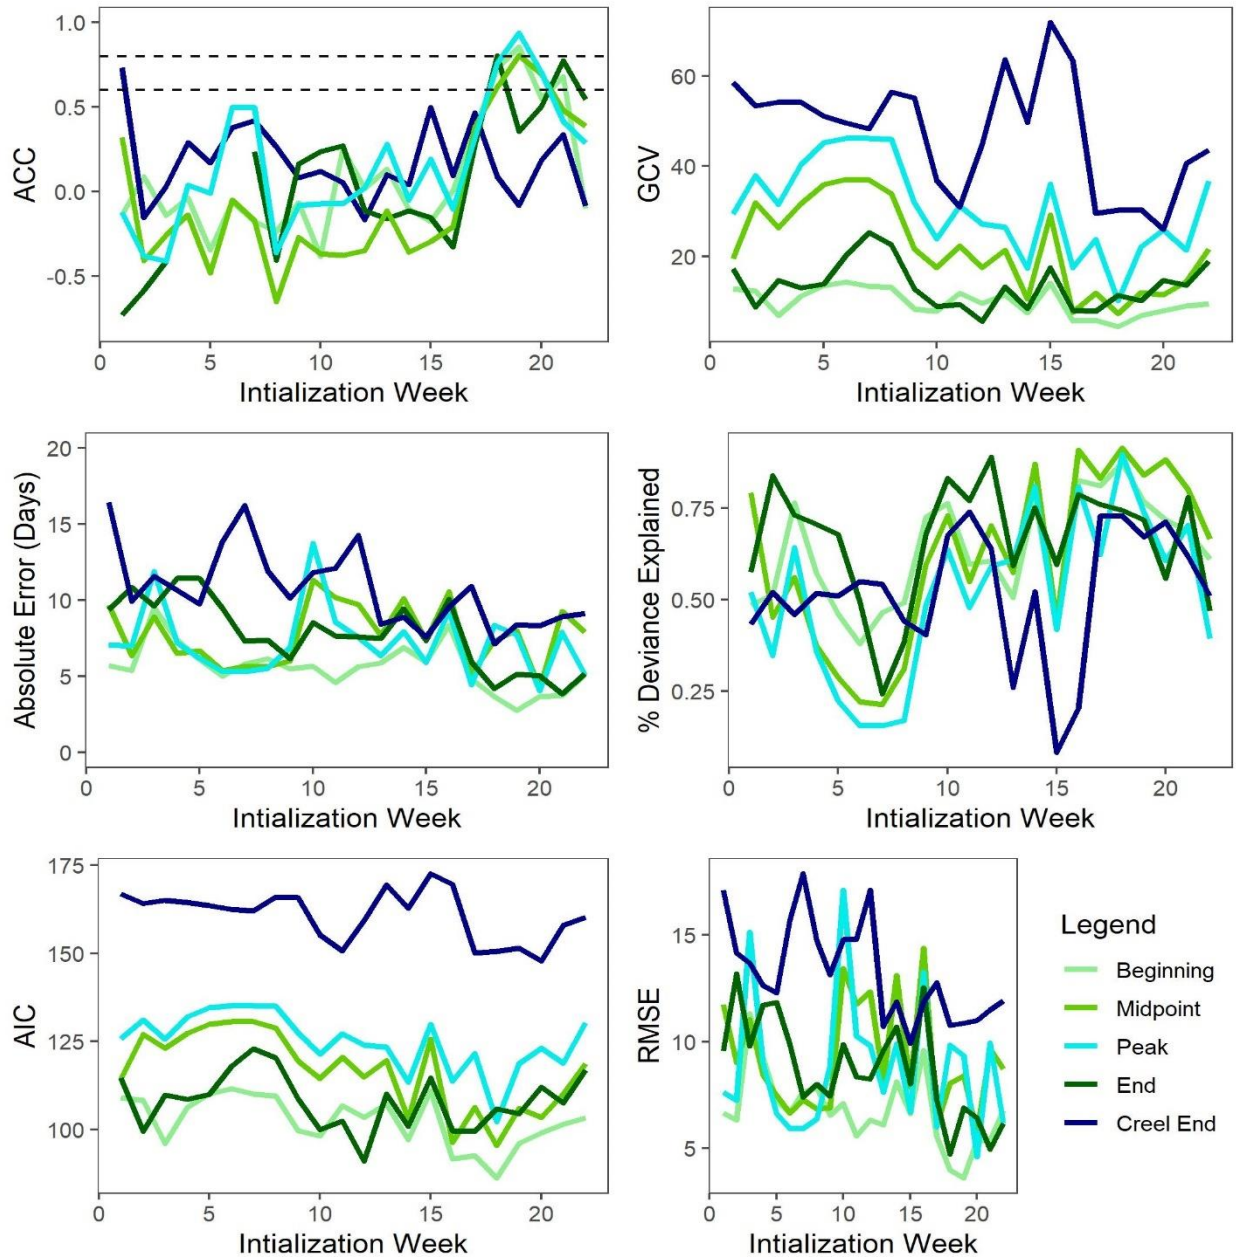 ACC
1.0
0.5
0.0
-0.5
0 5 10 15 20
Intialization Week
GCV
60
40
20
0 5 10 15 20
Intialization Week
Absolute Error (Days)
20
15
10
5
0
0 5 10 15 20
Intialization Week
% Deviance Explained
0.75
0.50
0.25
0 5 10 15 20
Intialization Week
AIC
175
150
125
100
0 5 10 15 20
Intialization Week
RMSE
15
10
5
0 5 10 15 20
Intialization Week
Legend
Beginning
Midpoint
Peak
End
Creel End